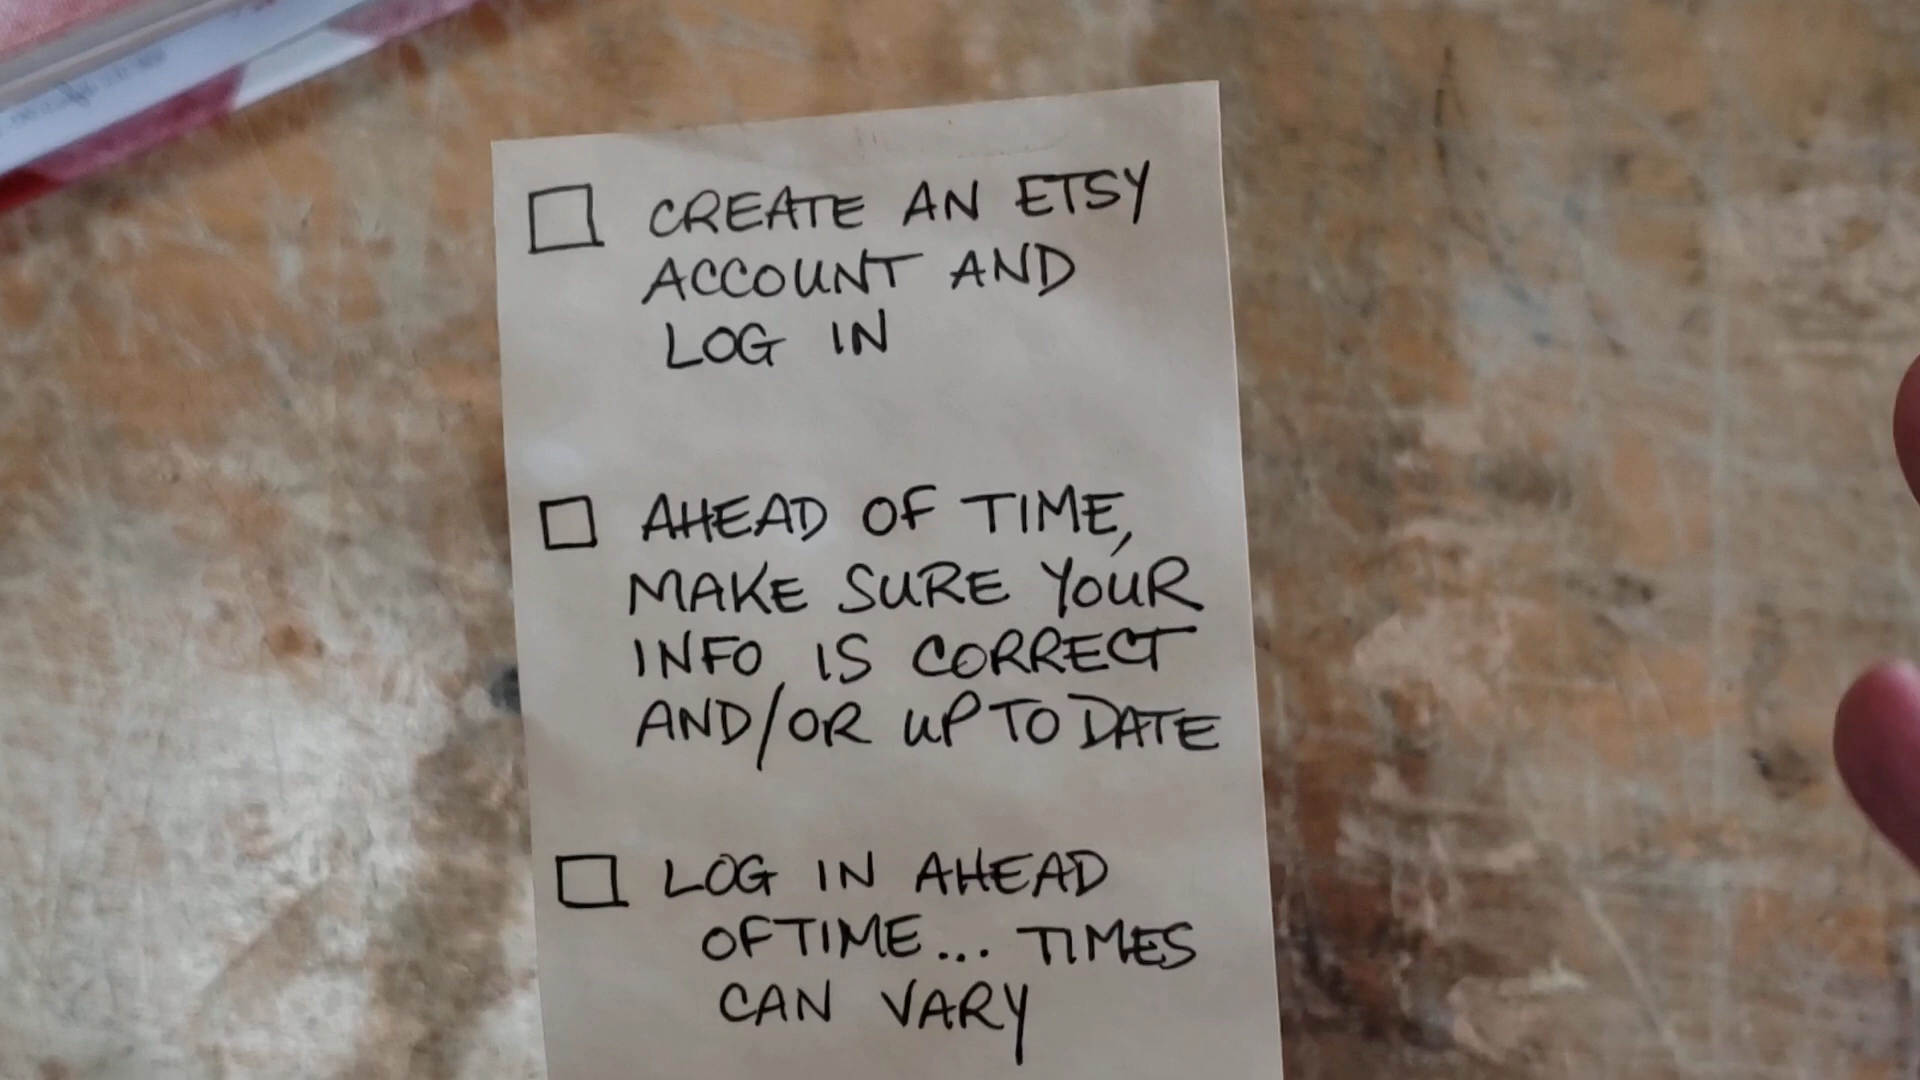 ☐ CREATE AN ETSY
ACCOUNT AND
LOG IN
☐ AHEAD OF TIME,
MAKE SURE YOUR
INFO IS CORRECT
AND/OR UP TO DATE
☐ LOG IN AHEAD
OF TIME... TIMES
CAN VARY